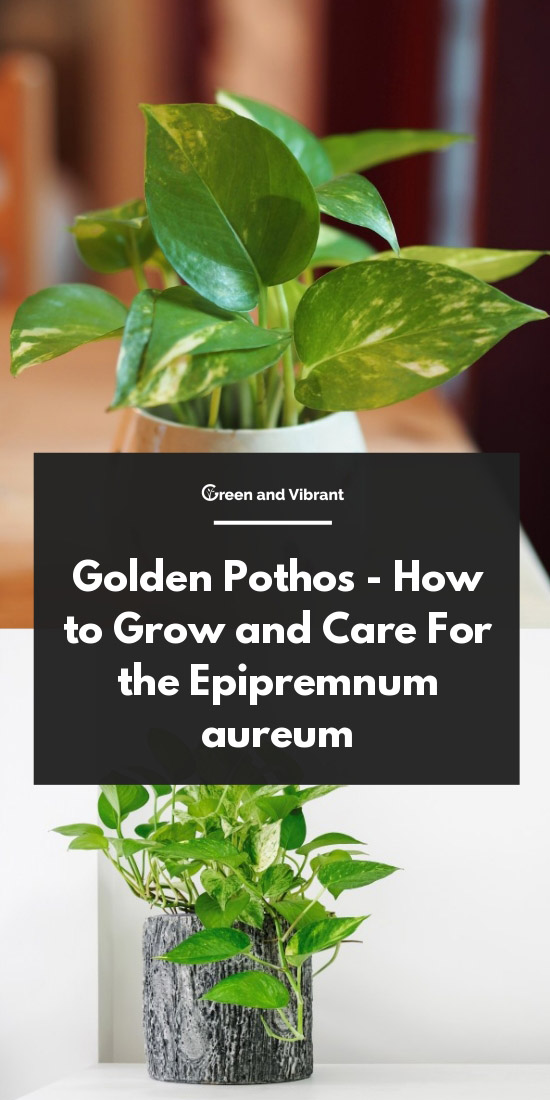 Green and Vibrant
Golden Pothos - How
to Grow and Care For
the Epipremnum
aureum